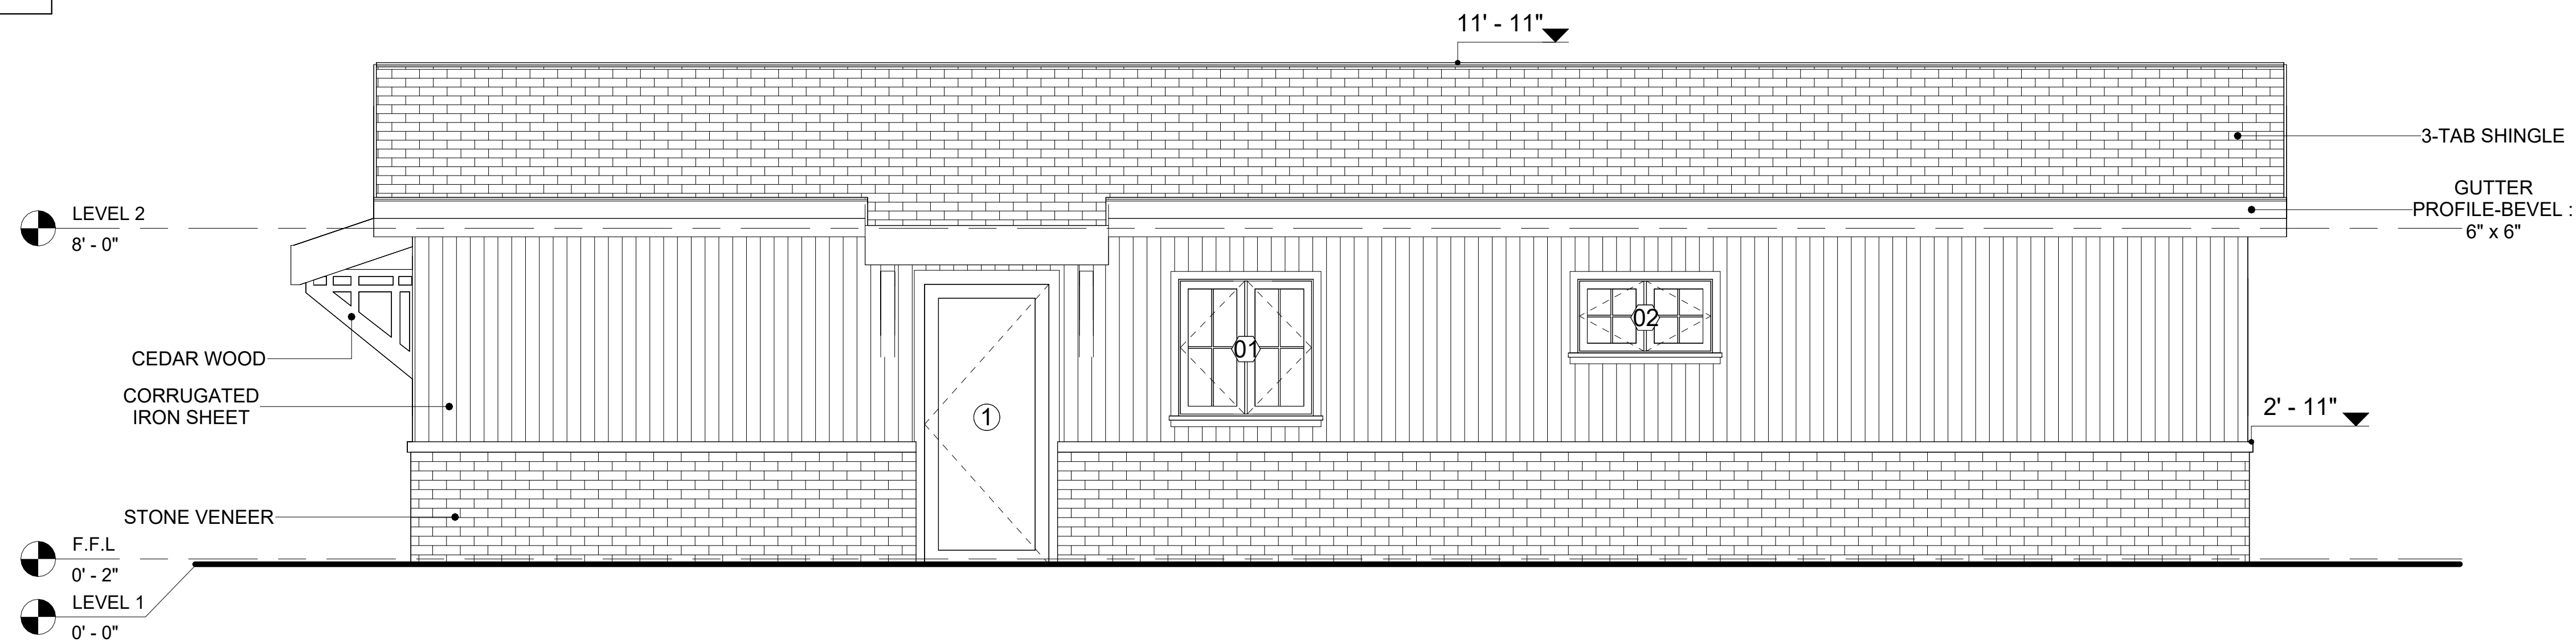 11' - 11"
3-TAB SHINGLE
GUTTER
PROFILE-BEVEL :
6" x 6"
LEVEL 2
8' - 0"
02
01
CEDAR WOOD
CORRUGATED
IRON SHEET
1
2' - 11"
STONE VENEER
F.F.L
0' - 2"
LEVEL 1
0' - 0"